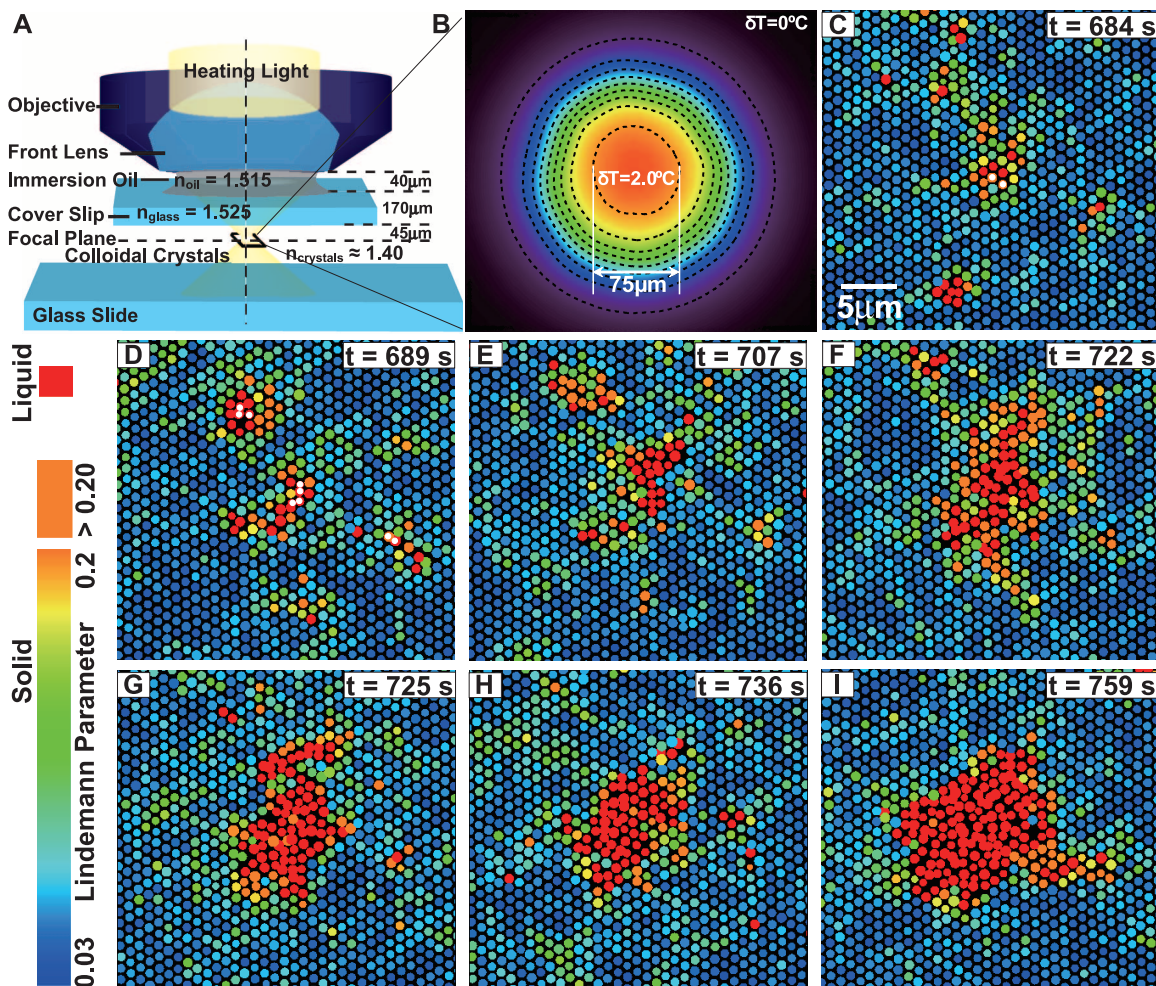 A
Heating Light
Objective
Front Lens
Immersion Oil
n_oil = 1.515
40μm
Cover Slip
n_glass = 1.525
170μm
Focal Plane
45μm
Colloidal Crystals
n_crystals ≈ 1.40
Glass Slide
B
δT=0ºC
δT=2.0ºC
75μm
C
t = 684 s
5μm
Liquid
Solid
> 0.20
0.2
Lindemann Parameter
0.03
D
t = 689 s
E
t = 707 s
F
t = 722 s
G
t = 725 s
H
t = 736 s
I
t = 759 s